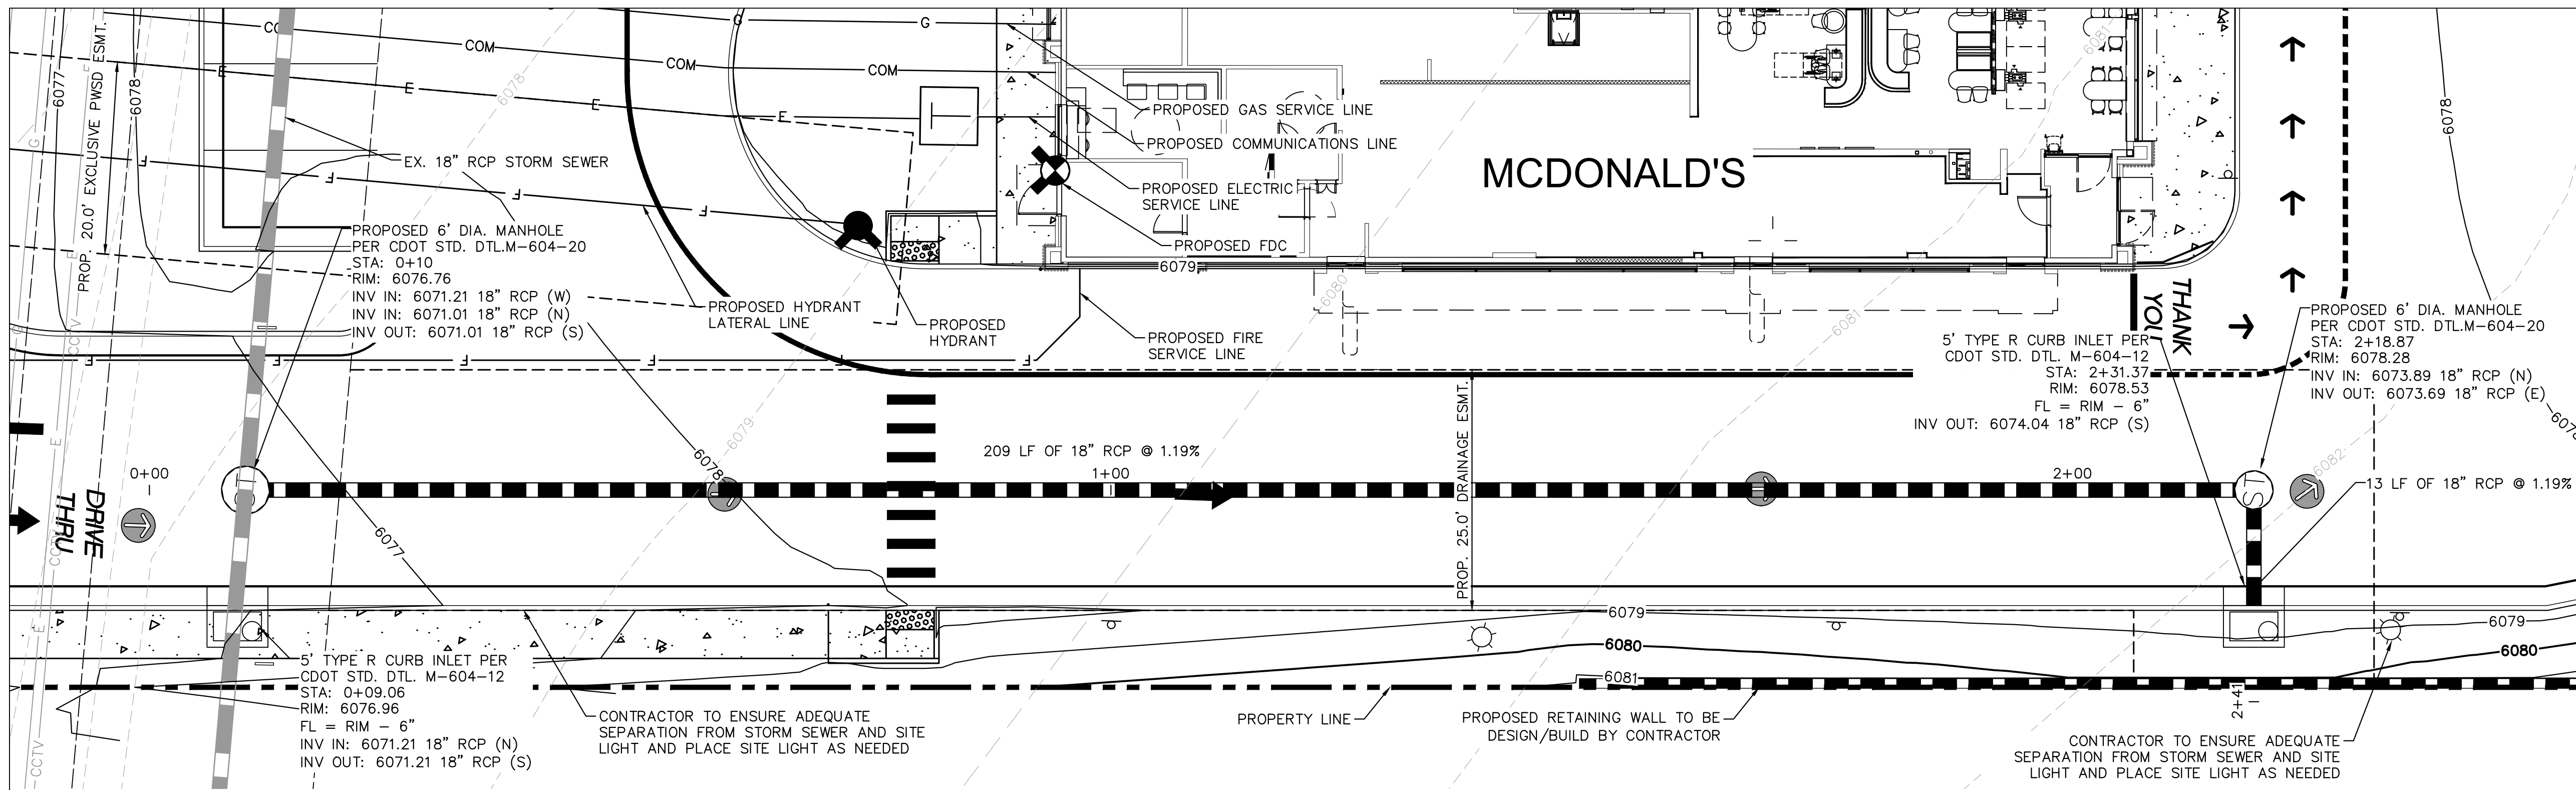 G
COM
COM
COM
G
6077
6078
PROP. 20.0' EXCLUSIVE PWSD ESMT.
E
E
E
E
6078
6081
6078
PROPOSED GAS SERVICE LINE
PROPOSED COMMUNICATIONS LINE
PROPOSED ELECTRIC
SERVICE LINE
PROPOSED FDC
MCDONALD'S
EX. 18" RCP STORM SEWER
F
F
F
F
PROPOSED 6' DIA. MANHOLE
PER CDOT STD. DTL.M-604-20
STA: 0+10
RIM: 6076.76
INV IN: 6071.21 18" RCP (W)
INV IN: 6071.01 18" RCP (N)
INV OUT: 6071.01 18" RCP (S)
PROPOSED HYDRANT
LATERAL LINE
PROPOSED
HYDRANT
6079
6080
6081
PROPOSED FIRE
SERVICE LINE
THANK
YOU
5' TYPE R CURB INLET PER
CDOT STD. DTL. M-604-12
STA: 2+31.37
RIM: 6078.53
FL = RIM - 6"
INV OUT: 6074.04 18" RCP (S)
PROPOSED 6' DIA. MANHOLE
PER CDOT STD. DTL.M-604-20
STA: 2+18.87
RIM: 6078.28
INV IN: 6073.89 18" RCP (N)
INV OUT: 6073.69 18" RCP (E)
F
F
F
F
F
F
CCTV
E
6079
6078
6077
PROP. 25.0' DRAINAGE ESMT.
209 LF OF 18" RCP @ 1.19%
0+00
1+00
2+00
ST
6082
13 LF OF 18" RCP @ 1.19%
DRIVE
THRU
CCTV
E
CCTV
6079
6079
6080
6080
6081
2+41
5' TYPE R CURB INLET PER
CDOT STD. DTL. M-604-12
STA: 0+09.06
RIM: 6076.96
FL = RIM - 6"
INV IN: 6071.21 18" RCP (N)
INV OUT: 6071.21 18" RCP (S)
CONTRACTOR TO ENSURE ADEQUATE
SEPARATION FROM STORM SEWER AND SITE
LIGHT AND PLACE SITE LIGHT AS NEEDED
PROPERTY LINE
PROPOSED RETAINING WALL TO BE
DESIGN/BUILD BY CONTRACTOR
CONTRACTOR TO ENSURE ADEQUATE
SEPARATION FROM STORM SEWER AND SITE
LIGHT AND PLACE SITE LIGHT AS NEEDED